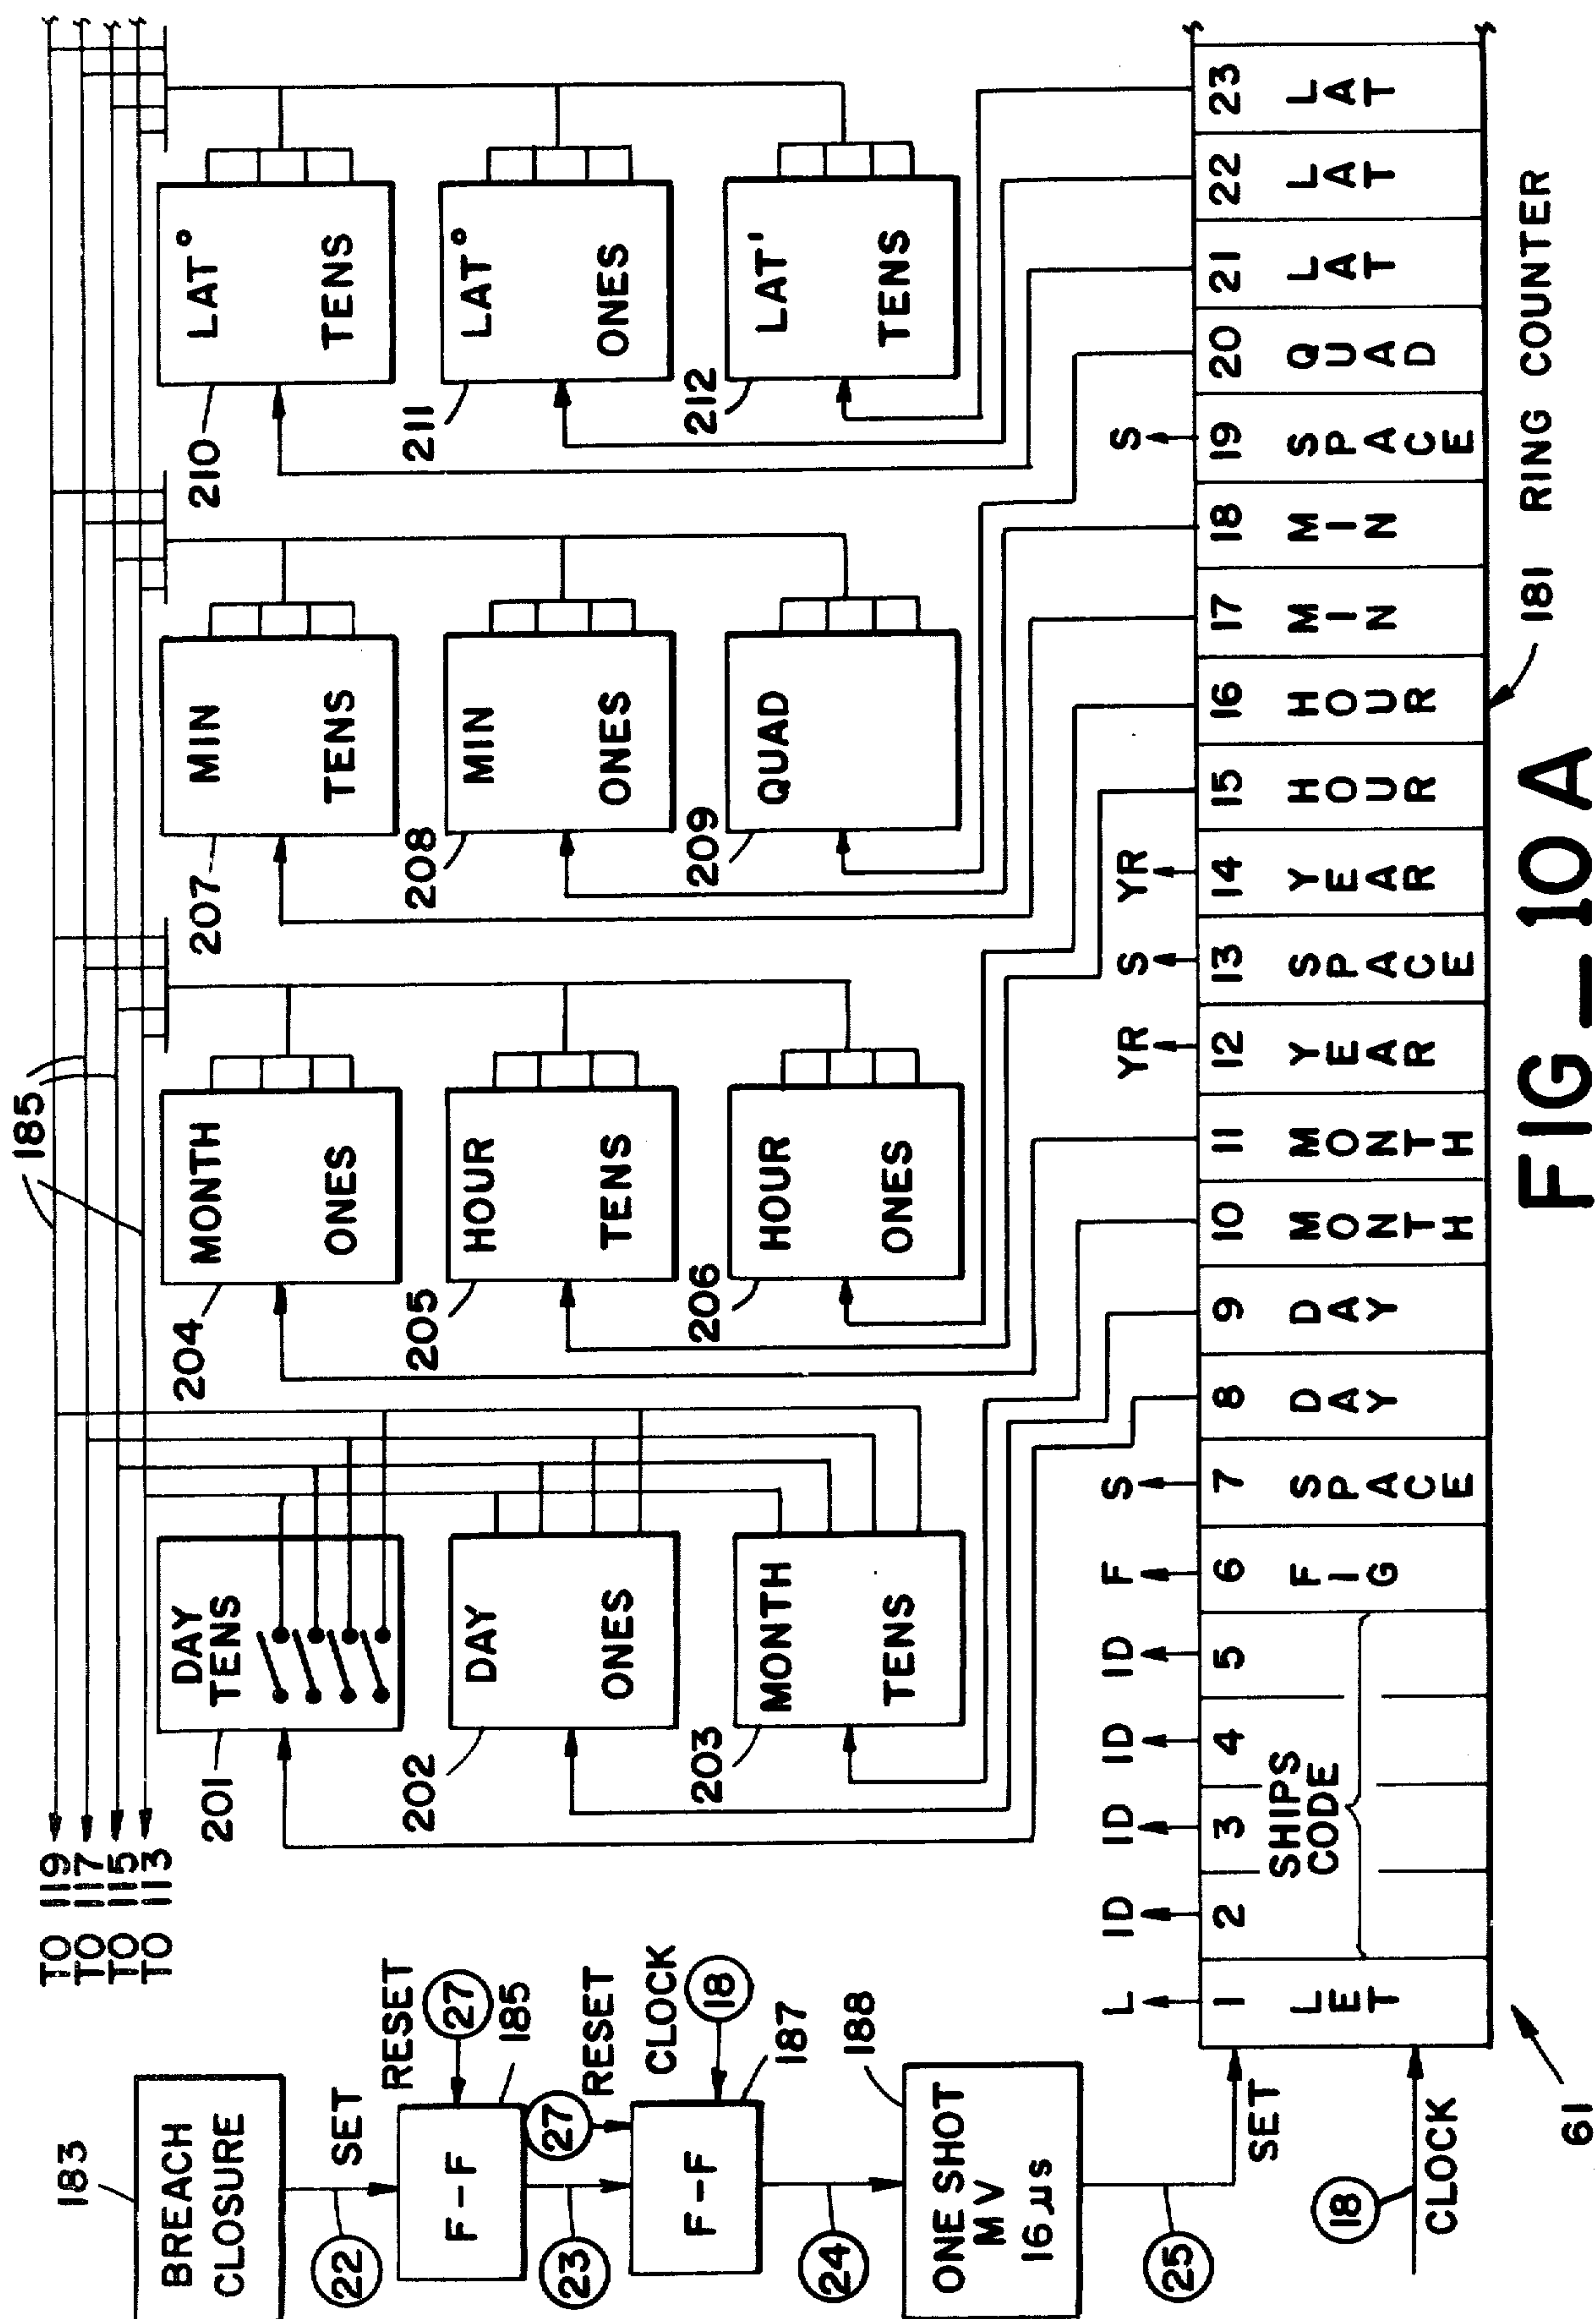 183
BREACH
CLOSURE
22
SET
RESET
27
F-F
185
23
27
RESET
CLOCK
18
F-F
187
24
188
ONE SHOT
MV
16 μs
25
SET
18
CLOCK
61
TO 119
TO 117
TO 115
TO 113
185
201
DAY
TENS
202
DAY
ONES
203
MONTH
TENS
204
MONTH
ONES
205
HOUR
TENS
206
HOUR
ONES
207
MIN
TENS
208
MIN
ONES
209
QUAD
210
LAT°
TENS
211
LAT°
ONES
212
LAT'
TENS
L ID ID ID ID F S YR S YR S
1 2 3 4 5 6 7 8 9 10 11 12 13 14 15 16 17 18 19 20 21 22 23
LET
SHIPS
CODE
FIG
SPACE
DAY
DAY
MONTH
MONTH
YEAR
SPACE
YEAR
HOUR
HOUR
MIN
MIN
SPACE
QUAD
LAT
LAT
LAT
181 RING COUNTER
FIG_10A